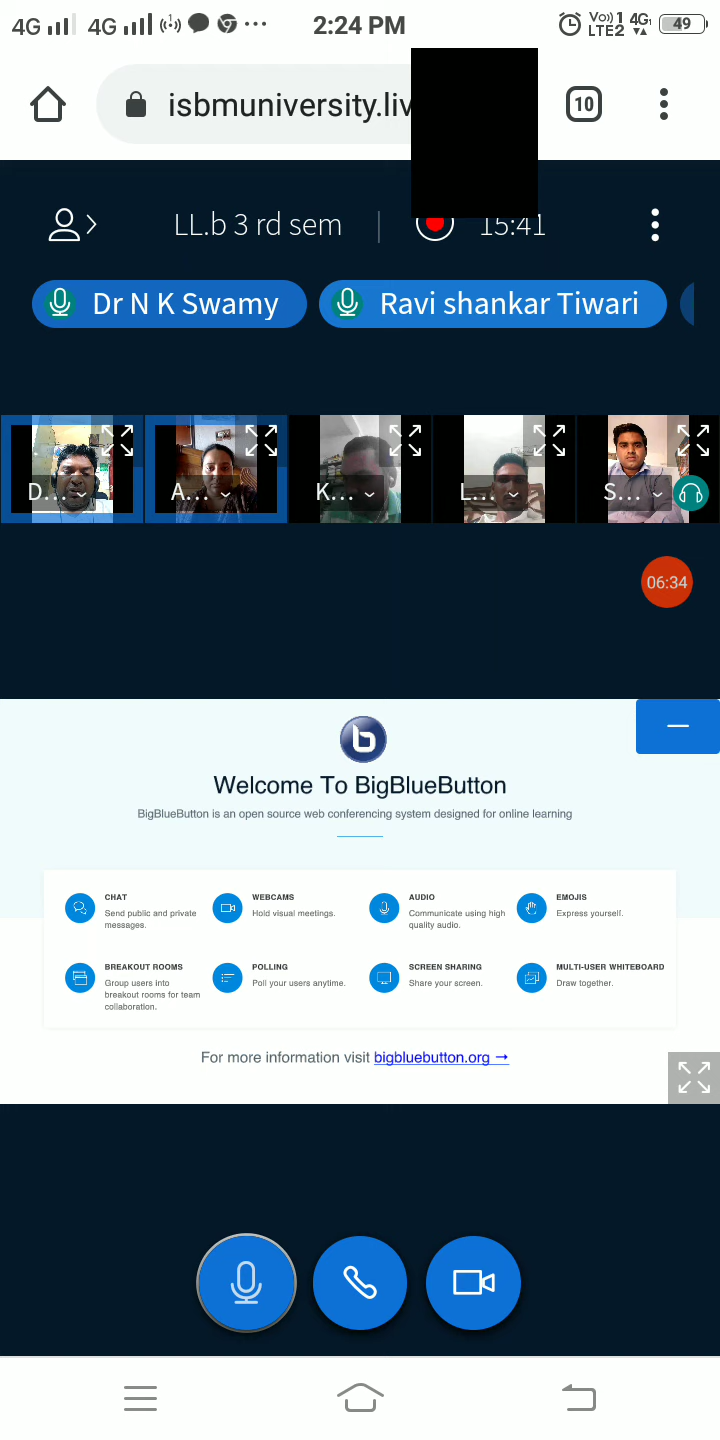 4G 4G 2:24 PM Vo)) 1 4G 49
LTE2
isbmuniversity.liv 10
LL.b 3 rd sem | 15:41
Dr N K Swamy Ravi shankar Tiwari
D... A... K... L... S...
06:34
Welcome To BigBlueButton
BigBlueButton is an open source web conferencing system designed for online learning
CHAT
Send public and private
messages.
WEBCAMS
Hold visual meetings.
AUDIO
Communicate using high
quality audio.
EMOJIS
Express yourself.
BREAKOUT ROOMS
Group users into
breakout rooms for team
collaboration.
POLLING
Poll your users anytime.
SCREEN SHARING
Share your screen.
MULTI-USER WHITEBOARD
Draw together.
For more information visit bigbluebutton.org →